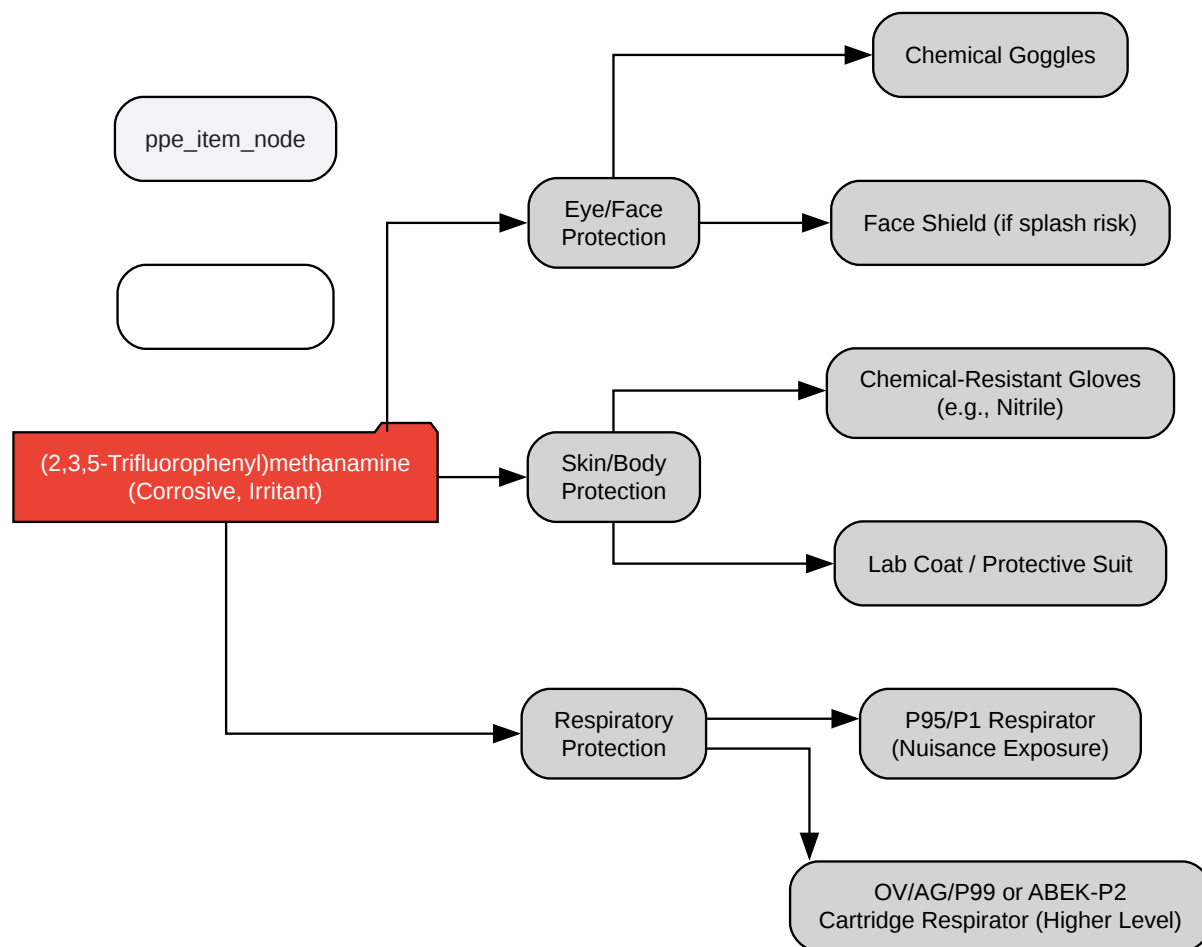 Chemical Goggles
ppe_item_node
Eye/Face
Protection
Face Shield (if splash risk)
Chemical-Resistant Gloves
(e.g., Nitrile)
(2,3,5-Trifluorophenyl)methanamine
(Corrosive, Irritant)
Skin/Body
Protection
Lab Coat / Protective Suit
Respiratory
Protection
P95/P1 Respirator
(Nuisance Exposure)
OV/AG/P99 or ABEK-P2
Cartridge Respirator (Higher Level)